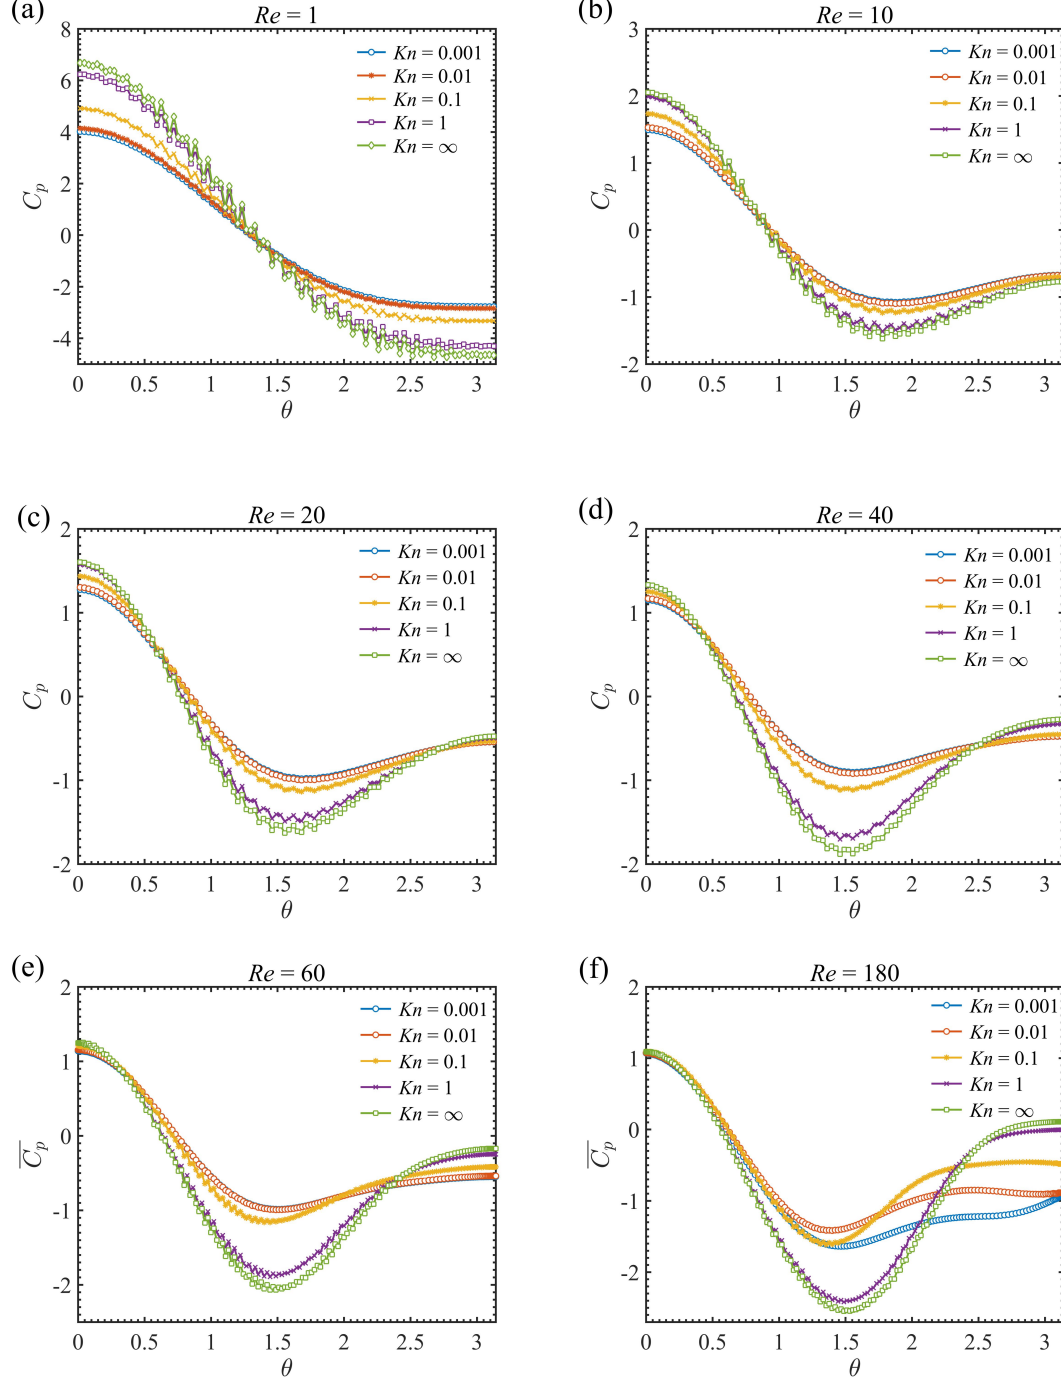 (a)
Re = 1
8
6
4
2
0
-2
-4
C_p
0 0.5 1 1.5 2 2.5 3
θ
Kn = 0.001
Kn = 0.01
Kn = 0.1
Kn = 1
Kn = ∞
(b)
Re = 10
3
2
1
0
-1
-2
C_p
0 0.5 1 1.5 2 2.5 3
θ
Kn = 0.001
Kn = 0.01
Kn = 0.1
Kn = 1
Kn = ∞
(c)
Re = 20
2
1
0
-1
-2
C_p
0 0.5 1 1.5 2 2.5 3
θ
Kn = 0.001
Kn = 0.01
Kn = 0.1
Kn = 1
Kn = ∞
(d)
Re = 40
2
1
0
-1
-2
C_p
0 0.5 1 1.5 2 2.5 3
θ
Kn = 0.001
Kn = 0.01
Kn = 0.1
Kn = 1
Kn = ∞
(e)
Re = 60
2
1
0
-1
-2
C̅_p
0 0.5 1 1.5 2 2.5 3
θ
Kn = 0.001
Kn = 0.01
Kn = 0.1
Kn = 1
Kn = ∞
(f)
Re = 180
2
1
0
-1
-2
C̅_p
0 0.5 1 1.5 2 2.5 3
θ
Kn = 0.001
Kn = 0.01
Kn = 0.1
Kn = 1
Kn = ∞